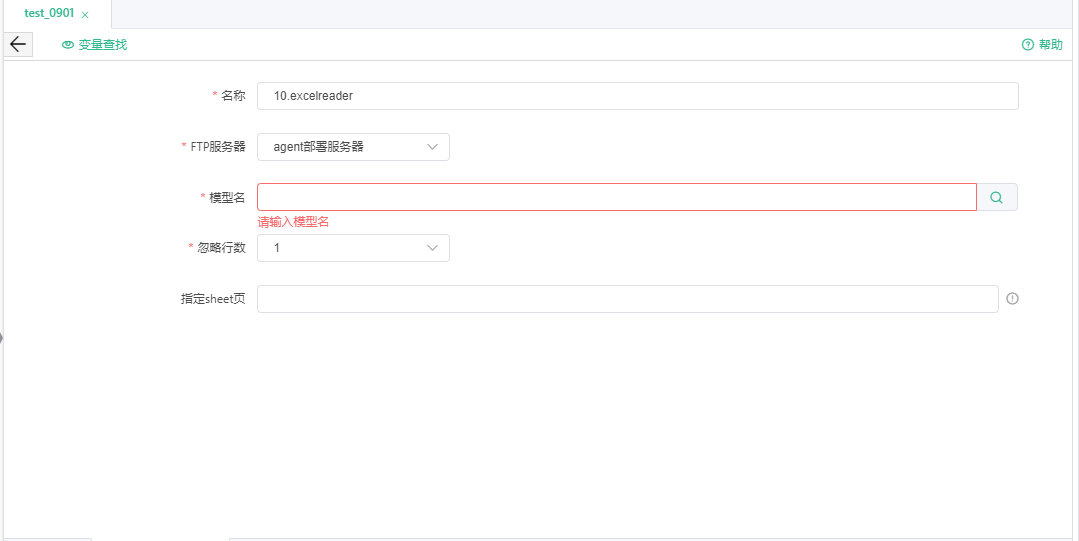 test_0901
变量查找
帮助
* 名称 10.excelreader
* FTP服务器 agent部署服务器
* 模型名
请输入模型名
* 忽略行数 1
指定sheet页